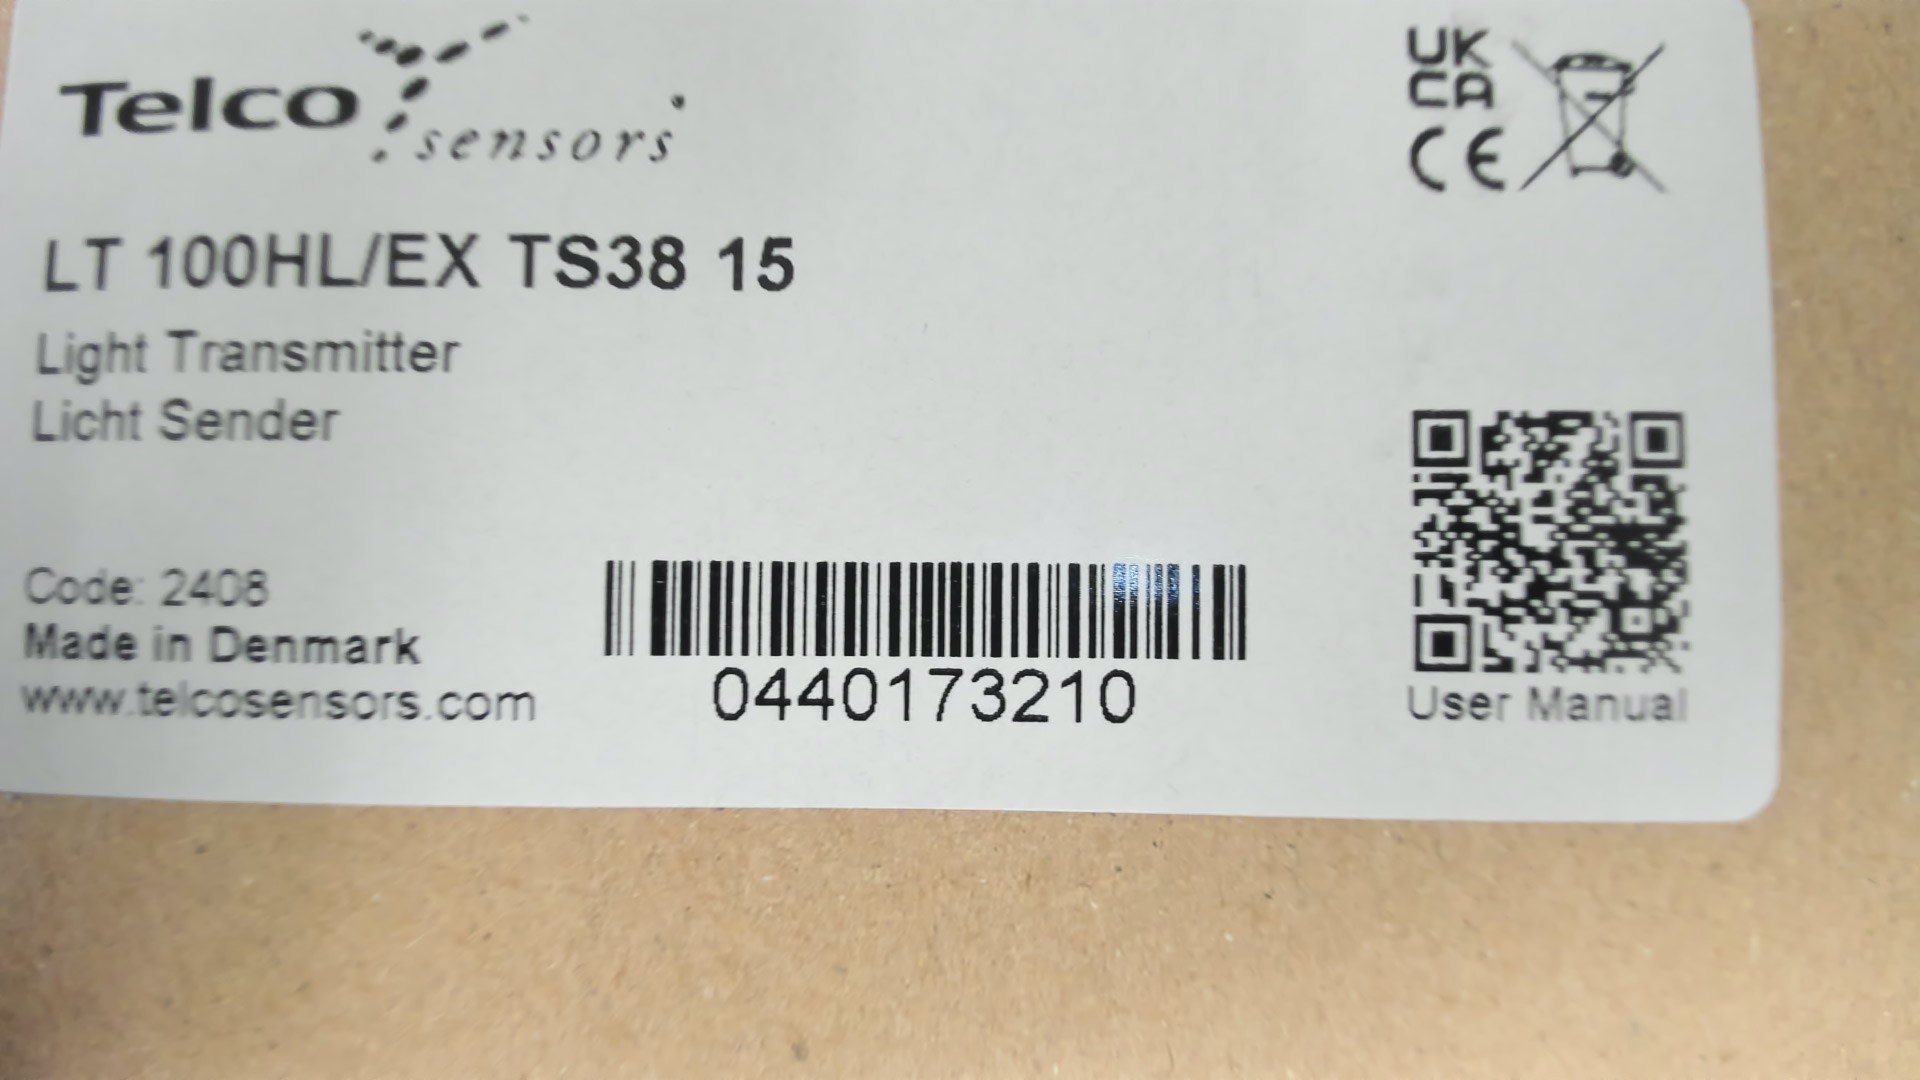 Telco sensors
UK
CA
CE
LT 100HL/EX TS38 15
Light Transmitter
Licht Sender
Code: 2408
Made in Denmark
www.telcosensors.com
0440173210
User Manual